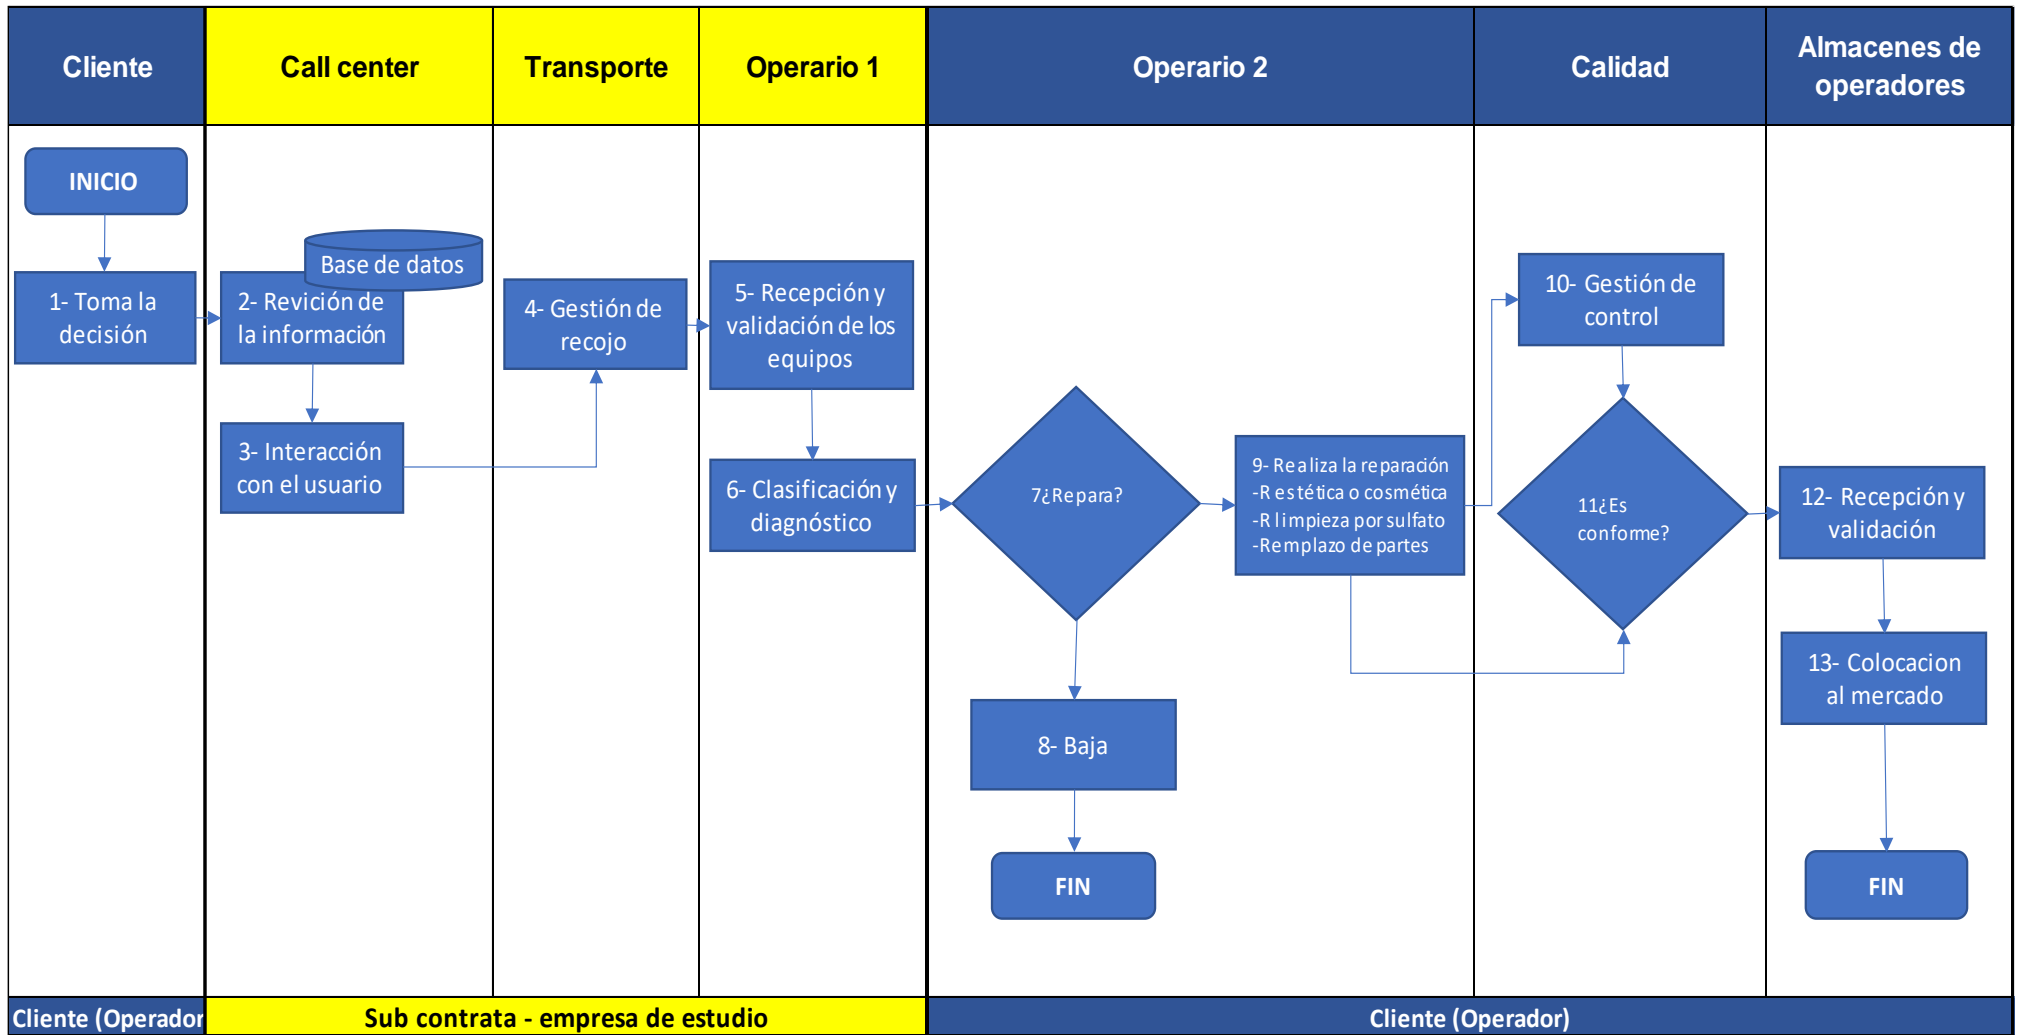 Cliente
Call center
Transporte
Operario 1
Operario 2
Calidad
Almacenes de
operadores
INICIO
1- Toma la
decisión
Base de datos
2- Revición de
la información
3- Interacción
con el usuario
4- Gestión de
recojo
5- Recepción y
validación de los
equipos
6- Clasificación y
diagnóstico
7¿Repara?
8- Baja
FIN
9- Realiza la reparación
-R estética o cosmética
-R limpieza por sulfato
-Remplazo de partes
10- Gestión de
control
11¿Es
conforme?
12- Recepción y
validación
13- Colocacion
al mercado
FIN
Cliente (Operador
Sub contrata - empresa de estudio
Cliente (Operador)